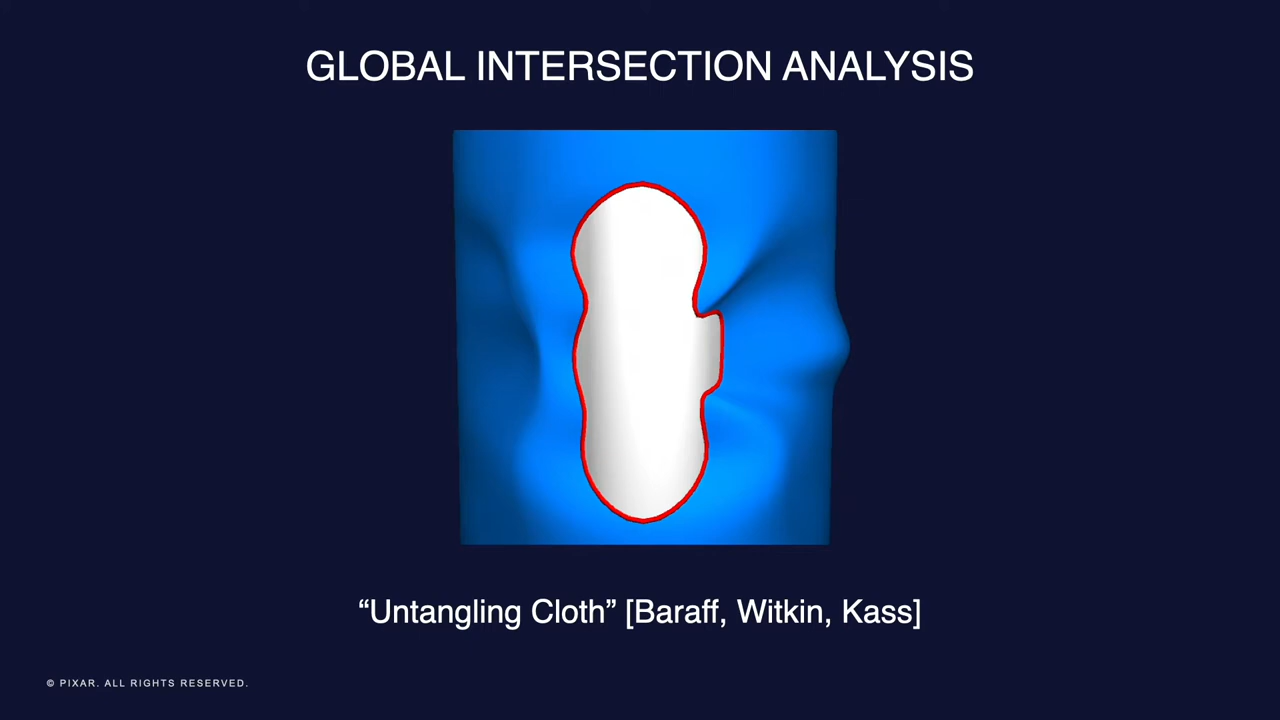 GLOBAL INTERSECTION ANALYSIS
“Untangling Cloth” [Baraff, Witkin, Kass]
© PIXAR. ALL RIGHTS RESERVED.